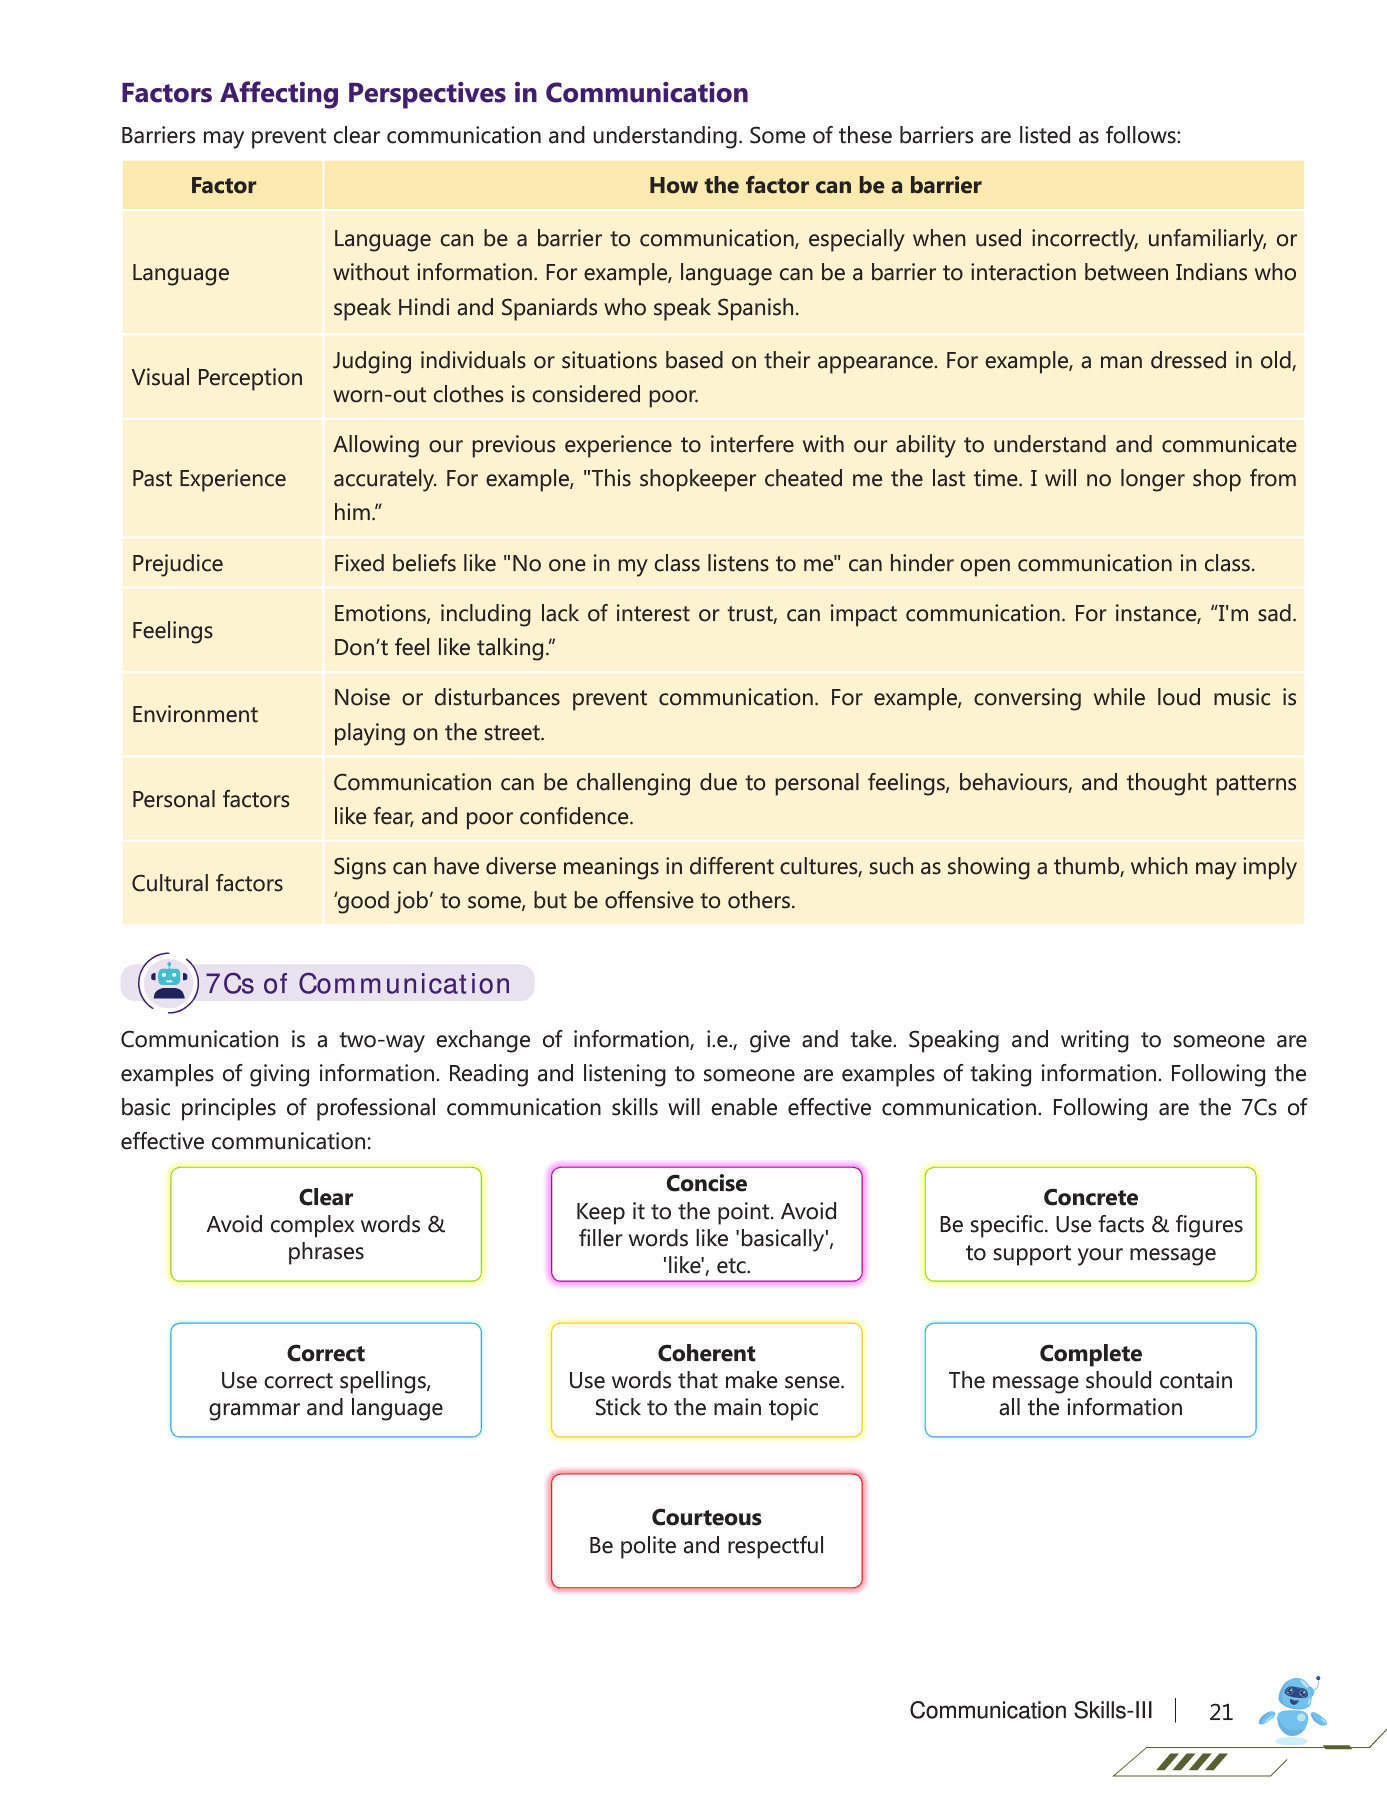 Factors Affecting Perspectives in Communication
Barriers may prevent clear communication and understanding. Some of these barriers are listed as follows:
Factor
How the factor can be a barrier
Language
Language can be a barrier to communication, especially when used incorrectly, unfamiliarly, or
without information. For example, language can be a barrier to interaction between Indians who
speak Hindi and Spaniards who speak Spanish.
Visual Perception
Judging individuals or situations based on their appearance. For example, a man dressed in old,
worn-out clothes is considered poor.
Past Experience
Allowing our previous experience to interfere with our ability to understand and communicate
accurately. For example, "This shopkeeper cheated me the last time. I will no longer shop from
him.”
Prejudice
Fixed beliefs like "No one in my class listens to me" can hinder open communication in class.
Feelings
Emotions, including lack of interest or trust, can impact communication. For instance, “I'm sad.
Don’t feel like talking.”
Environment
Noise or disturbances prevent communication. For example, conversing while loud music is
playing on the street.
Personal factors
Communication can be challenging due to personal feelings, behaviours, and thought patterns
like fear, and poor confidence.
Cultural factors
Signs can have diverse meanings in different cultures, such as showing a thumb, which may imply
‘good job’ to some, but be offensive to others.
7Cs of Communication
Communication is a two-way exchange of information, i.e., give and take. Speaking and writing to someone are
examples of giving information. Reading and listening to someone are examples of taking information. Following the
basic principles of professional communication skills will enable effective communication. Following are the 7Cs of
effective communication:
Clear
Avoid complex words &
phrases
Concise
Keep it to the point. Avoid
filler words like 'basically',
'like', etc.
Concrete
Be specific. Use facts & figures
to support your message
Correct
Use correct spellings,
grammar and language
Coherent
Use words that make sense.
Stick to the main topic
Complete
The message should contain
all the information
Courteous
Be polite and respectful
Communication Skills-III
21